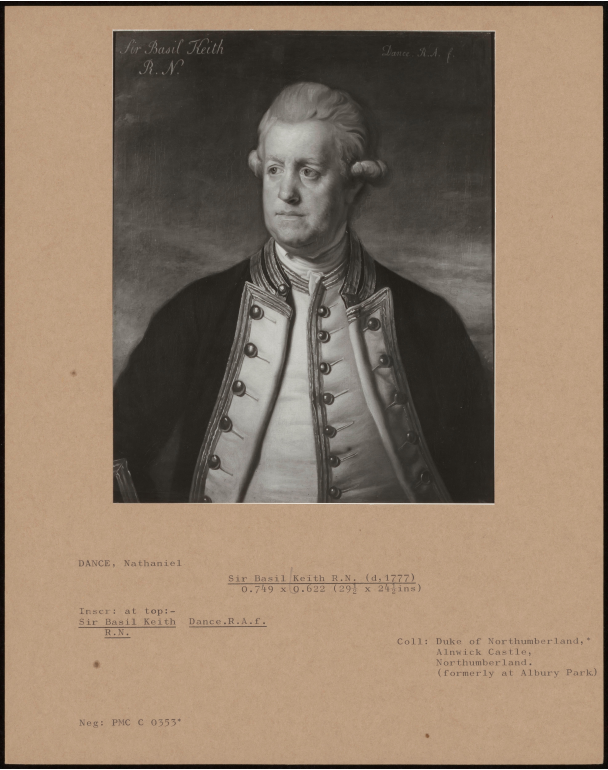 Sir Basil Keith
R.N.
Dance R.A. f
DANCE, Nathaniel
Sir Basil Keith R.N. (d.1777)
0.749 x 0.622 (29½ x 24½ins)
Inscr: at top:-
Sir Basil Keith Dance.R.A.f.
R.N.
Coll: Duke of Northumberland,
Alnwick Castle,
Northumberland.
(formerly at Albury Park)
Neg: PMC C 0353"